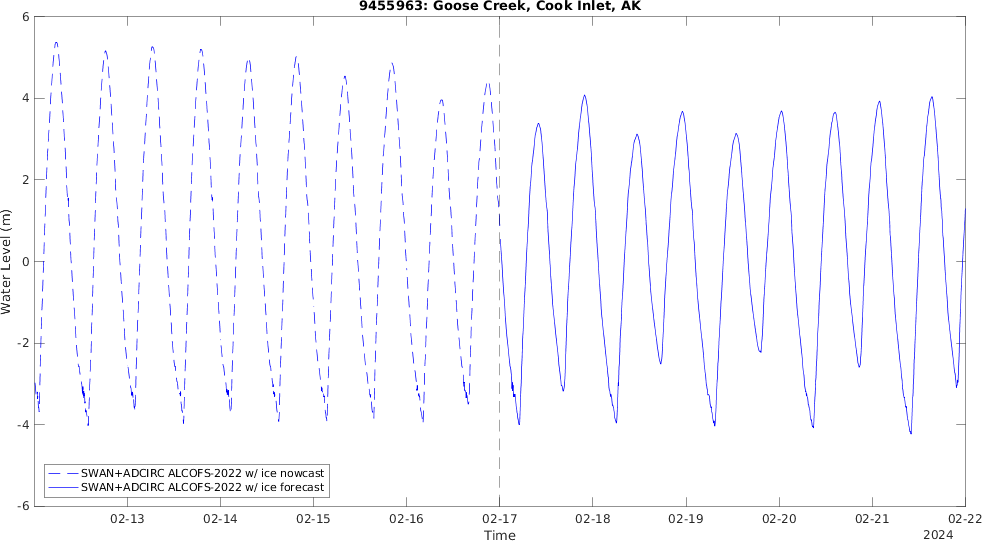 9455963: Goose Creek, Cook Inlet, AK
6
4
2
0
-2
-4
-6
Water Level (m)
SWAN+ADCIRC ALCOFS-2022 w/ ice nowcast
SWAN+ADCIRC ALCOFS-2022 w/ ice forecast
02-13 02-14 02-15 02-16 02-17 02-18 02-19 02-20 02-21 02-22
Time
2024